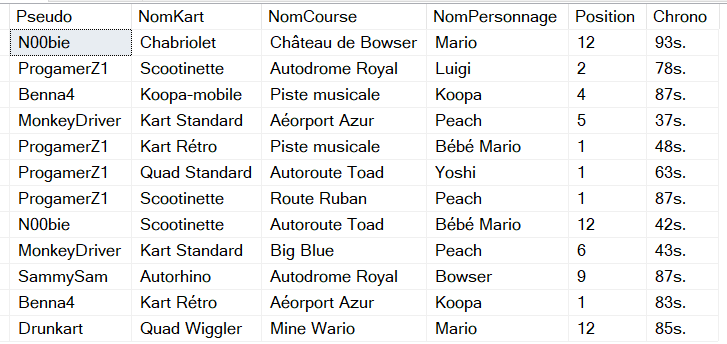 Pseudo NomKart NomCourse NomPersonnage Position Chrono
N00bie Chabriolet Château de Bowser Mario 12 93s.
ProgamerZ1 Scootinette Autodrome Royal Luigi 2 78s.
Benna4 Koopa-mobile Piste musicale Koopa 4 87s.
MonkeyDriver Kart Standard Aéorport Azur Peach 5 37s.
ProgamerZ1 Kart Rétro Piste musicale Bébé Mario 1 48s.
ProgamerZ1 Quad Standard Autoroute Toad Yoshi 1 63s.
ProgamerZ1 Scootinette Route Ruban Peach 1 87s.
N00bie Scootinette Autoroute Toad Bébé Mario 12 42s.
MonkeyDriver Kart Standard Big Blue Peach 6 43s.
SammySam Autorhino Autodrome Royal Bowser 9 87s.
Benna4 Kart Rétro Aéorport Azur Koopa 1 83s.
Drunkart Quad Wiggler Mine Wario Mario 12 85s.